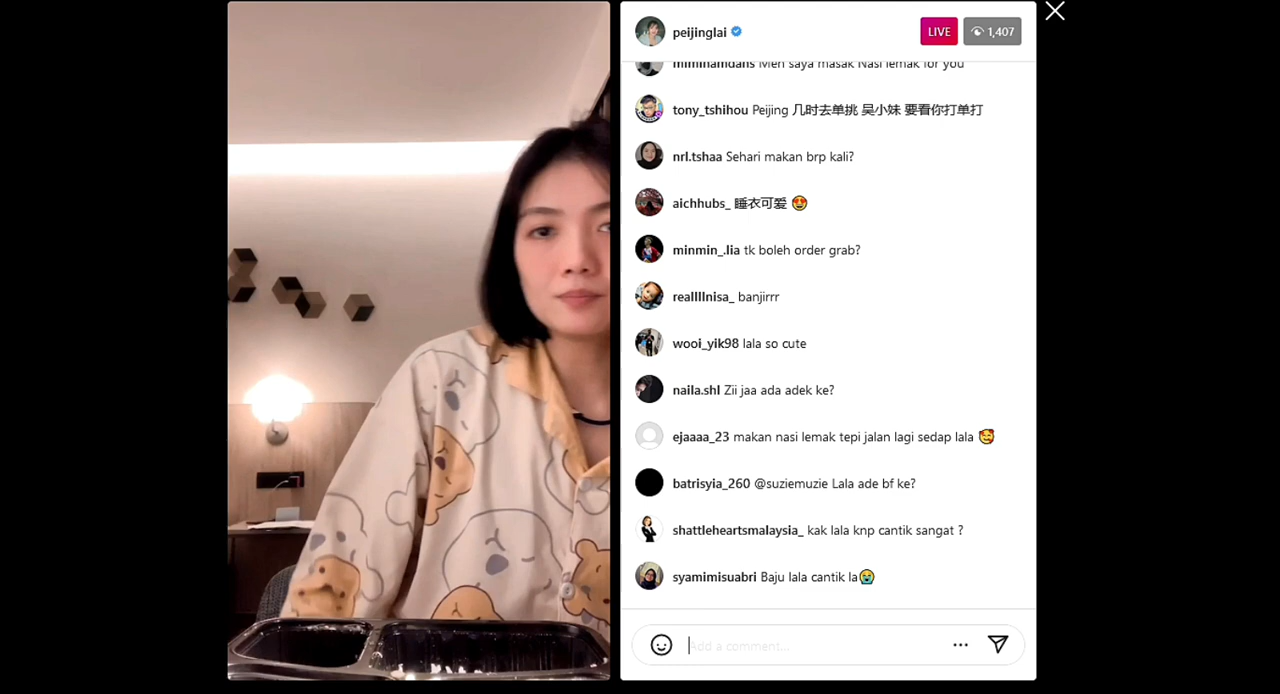 peijinglai
LIVE
1,407
mimihamdans Meh saya masak Nasi lemak for you
tony_tshihou Peijing 几时去单挑 吴小妹 要看你打单打
nrl.tshaa Sehari makan brp kali?
aichhubs_ 睡衣可爱 😍
minmin_.lia tk boleh order grab?
reallllnisa_ banjirrr
wooi_yik98 lala so cute
naila.shl Zii jaa ada adek ke?
ejaaaa_23 makan nasi lemak tepi jalan lagi sedap lala 🥰
batrisyia_260 @suziemuzie Lala ade bf ke?
shattleheartsmalaysia_ kak lala knp cantik sangat ?
syamimisuabri Baju lala cantik la😭
Add a comment...